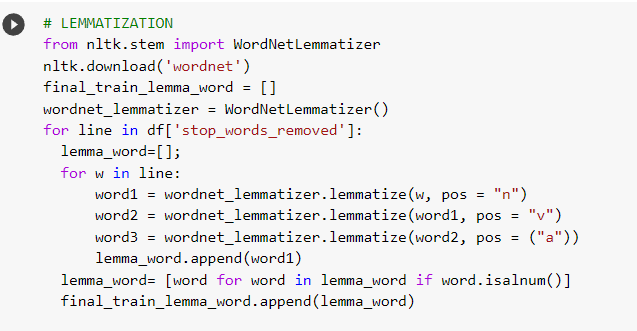 # LEMMATIZATION
from nltk.stem import WordNetLemmatizer
nltk.download('wordnet')
final_train_lemma_word = []
wordnet_lemmatizer = WordNetLemmatizer()
for line in df['stop_words_removed']:
  lemma_word=[];
  for w in line:
      word1 = wordnet_lemmatizer.lemmatize(w, pos = "n")
      word2 = wordnet_lemmatizer.lemmatize(word1, pos = "v")
      word3 = wordnet_lemmatizer.lemmatize(word2, pos = ("a"))
      lemma_word.append(word1)
  lemma_word= [word for word in lemma_word if word.isalnum()]
  final_train_lemma_word.append(lemma_word)